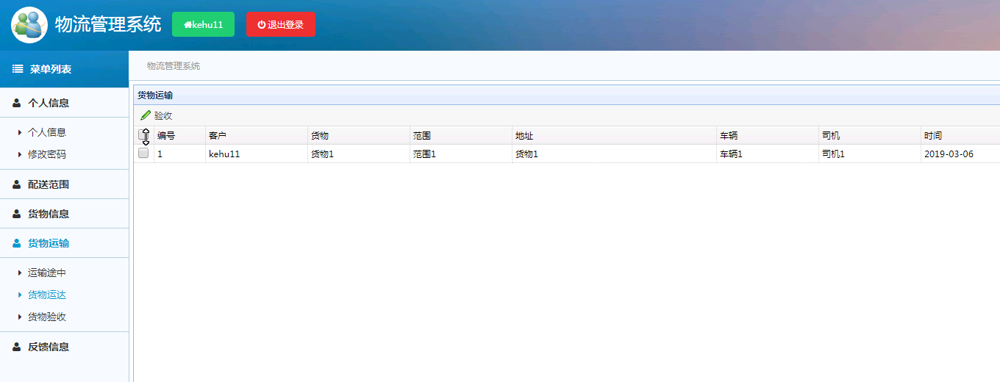 物流管理系统 kehu11 退出登录
菜单列表
物流管理系统
个人信息
个人信息
修改密码
配送范围
货物信息
货物运输
运输途中
货物运达
货物验收
反馈信息
货物运输
验收
编号 客户 货物 范围 地址 车辆 司机 时间
1 kehu11 货物1 范围1 货物1 车辆1 司机1 2019-03-06